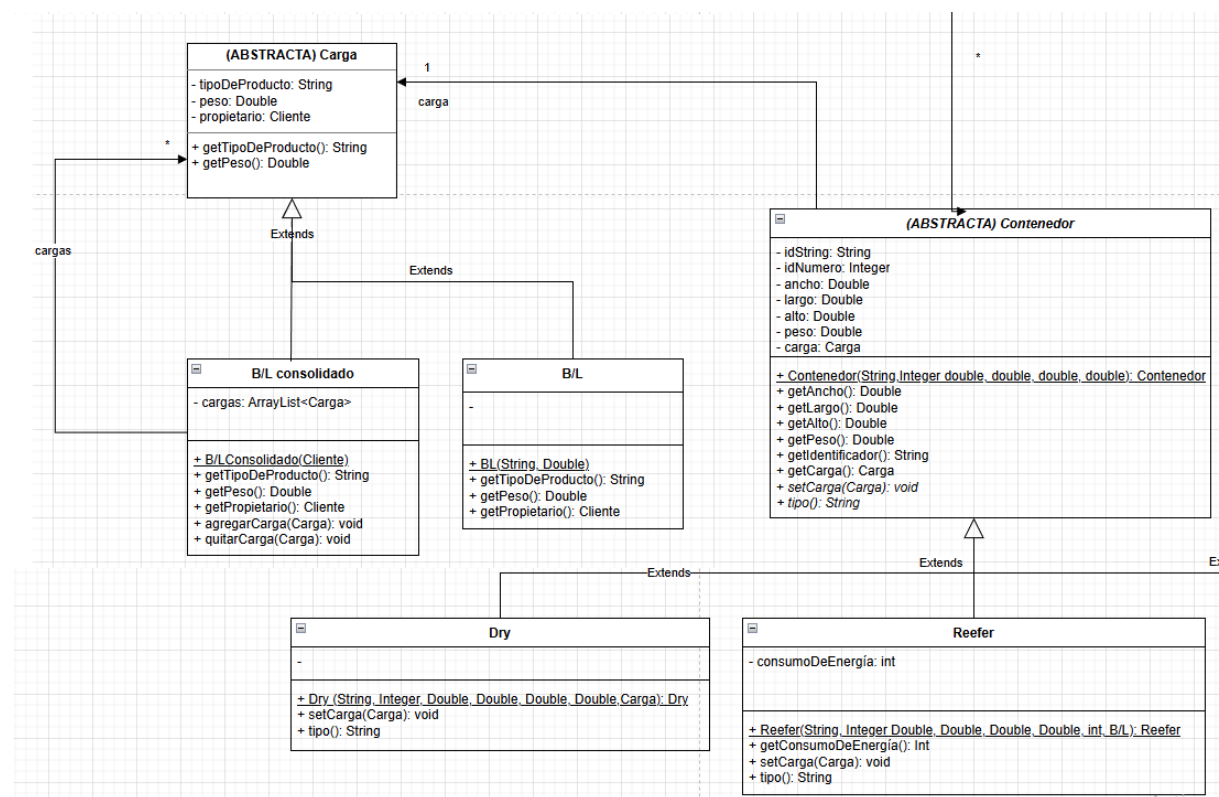 (ABSTRACTA) Carga
- tipoDeProducto: String
- peso: Double
- propietario: Cliente
+ getTipoDeProducto(): String
+ getPeso(): Double
1
carga
*
*
cargas
Extends
Extends
B/L consolidado
- cargas: ArrayList<Carga>
+ B/LConsolidado(Cliente)
+ getTipoDeProducto(): String
+ getPeso(): Double
+ getPropietario(): Cliente
+ agregarCarga(Carga): void
+ quitarCarga(Carga): void
B/L
-
+ BL(String, Double)
+ getTipoDeProducto(): String
+ getPeso(): Double
+ getPropietario(): Cliente
(ABSTRACTA) Contenedor
- idString: String
- idNumero: Integer
- ancho: Double
- largo: Double
- alto: Double
- peso: Double
- carga: Carga
+ Contenedor(String,Integer double, double, double, double): Contenedor
+ getAncho(): Double
+ getLargo(): Double
+ getAlto(): Double
+ getPeso(): Double
+ getIdentificador(): String
+ getCarga(): Carga
+ setCarga(Carga): void
+ tipo(): String
Extends
Extends
Dry
-
+ Dry (String, Integer, Double, Double, Double, Double,Carga): Dry
+ setCarga(Carga): void
+ tipo(): String
Reefer
- consumoDeEnergía: int
+ Reefer(String, Integer Double, Double, Double, Double, int, B/L): Reefer
+ getConsumoDeEnergía(): Int
+ setCarga(Carga): void
+ tipo(): String